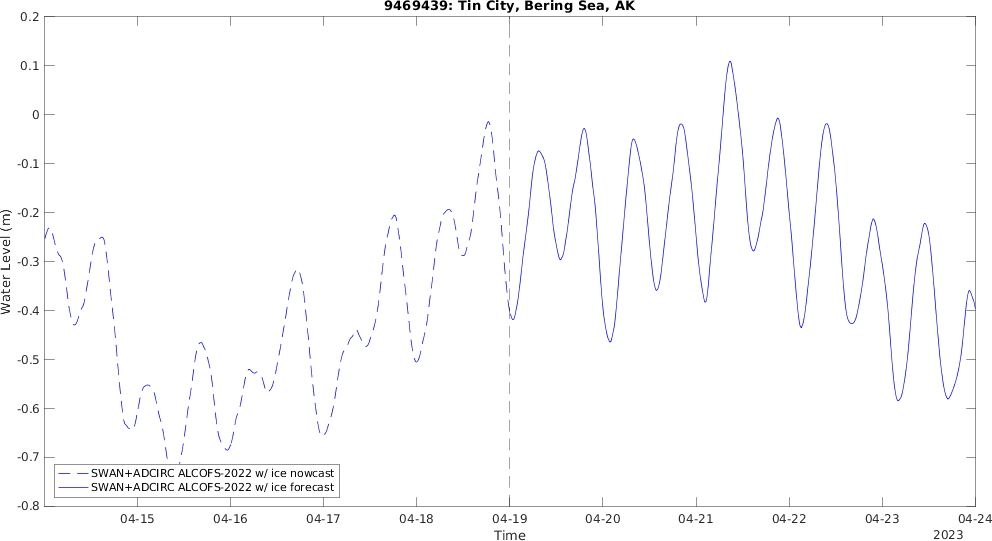 9469439: Tin City, Bering Sea, AK
0.2
0.1
0
-0.1
-0.2
-0.3
-0.4
-0.5
-0.6
-0.7
-0.8
Water Level (m)
SWAN+ADCIRC ALCOFS-2022 w/ ice nowcast
SWAN+ADCIRC ALCOFS-2022 w/ ice forecast
04-15 04-16 04-17 04-18 04-19 04-20 04-21 04-22 04-23 04-24
Time
2023